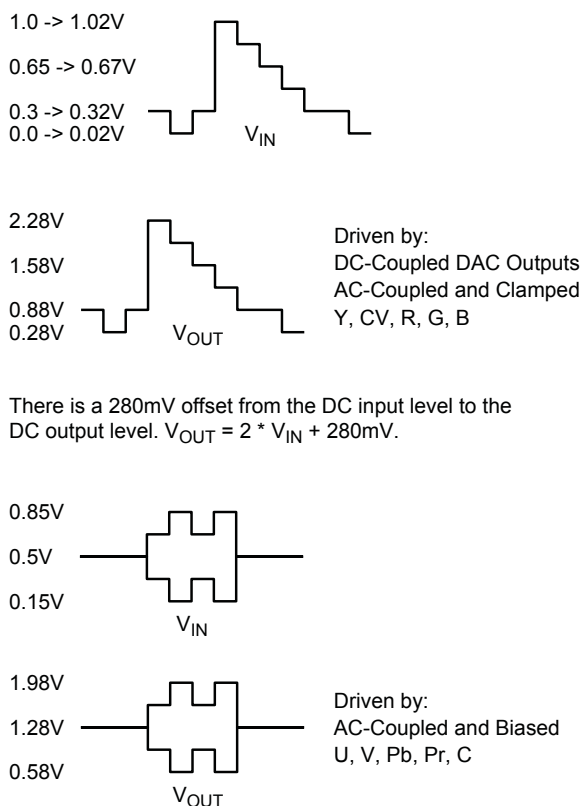 1.0 -> 1.02V
0.65 -> 0.67V
0.3 -> 0.32V
0.0 -> 0.02V
VIN
2.28V
1.58V
0.88V
0.28V
VOUT
Driven by:
DC-Coupled DAC Outputs
AC-Coupled and Clamped
Y, CV, R, G, B
There is a 280mV offset from the DC input level to the
DC output level. VOUT = 2 * VIN + 280mV.
0.85V
0.5V
0.15V
VIN
1.98V
1.28V
0.58V
VOUT
Driven by:
AC-Coupled and Biased
U, V, Pb, Pr, C